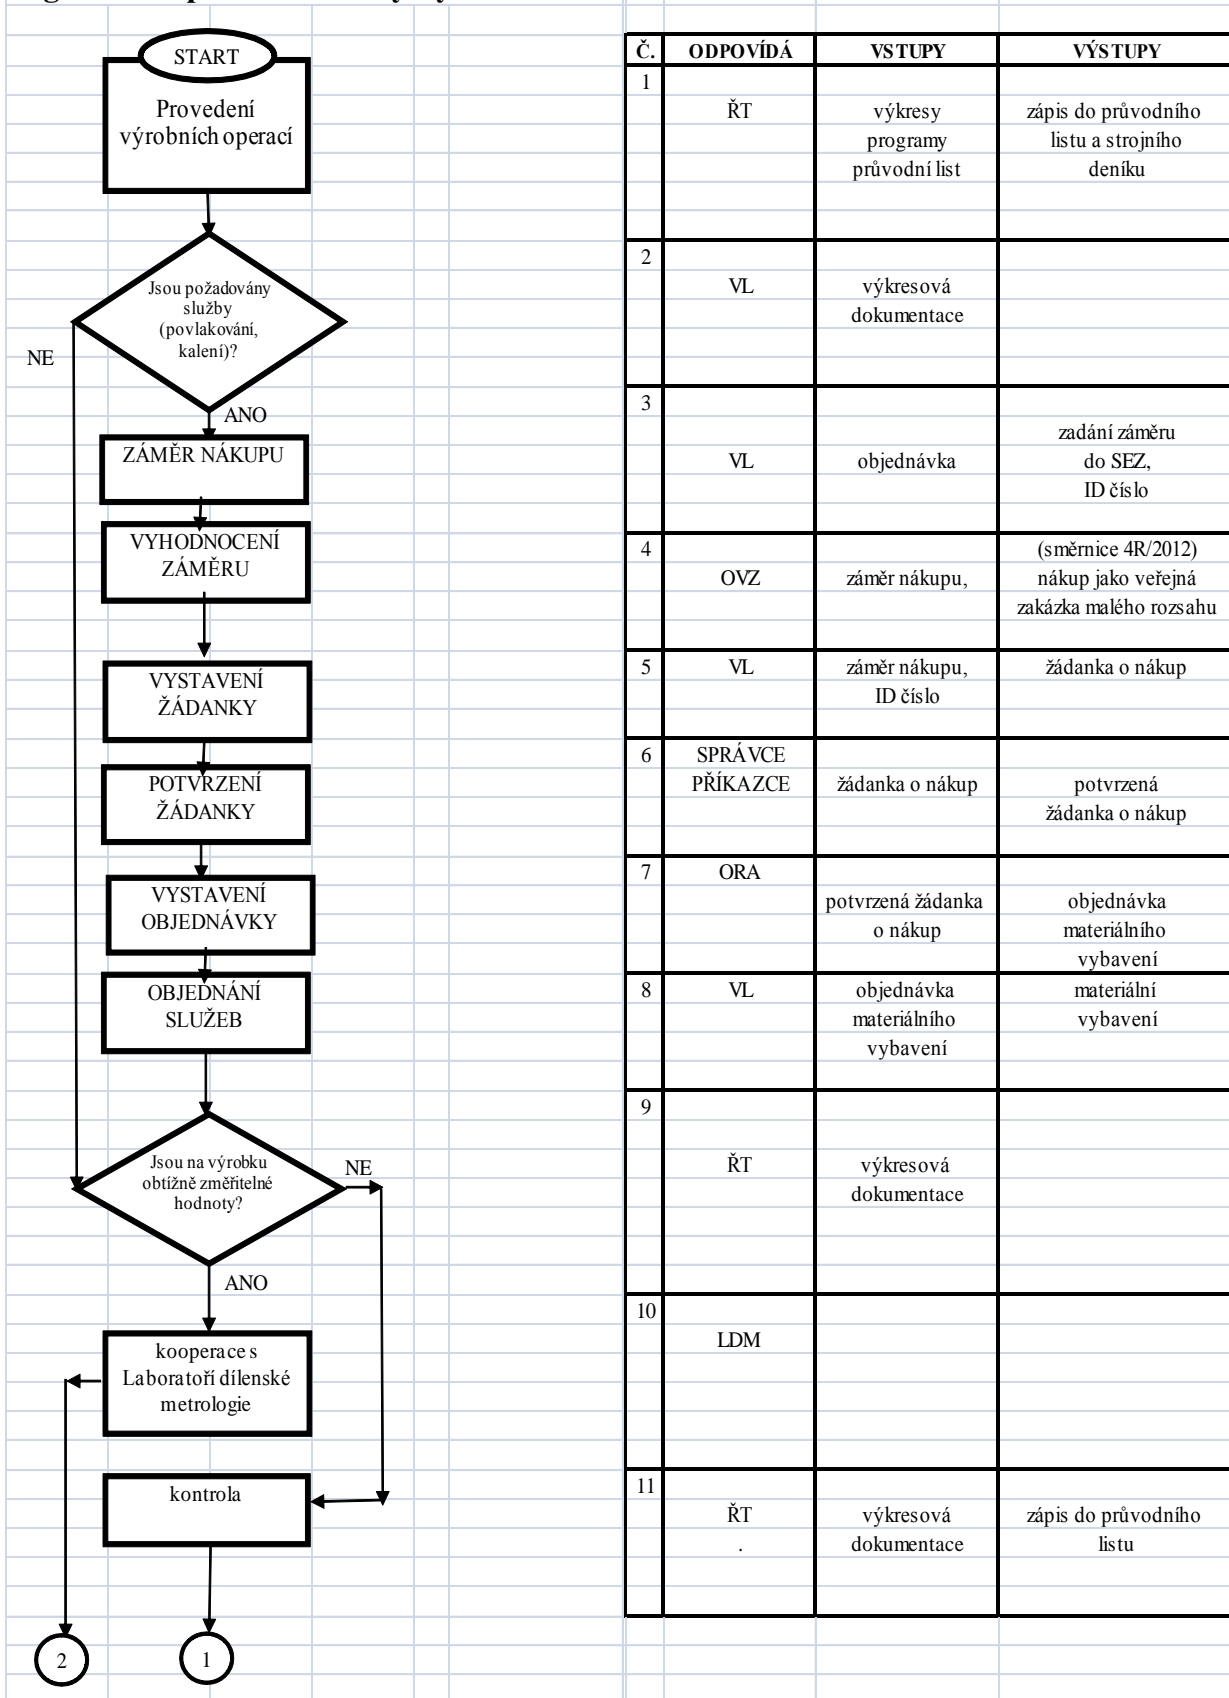 START
Provedení
výrobních operací
Jsou požadovány
služby
(povlakování,
kalení)?
NE
ANO
ZÁMĚR NÁKUPU
VYHODNOCENÍ
ZÁMĚRU
VYSTAVENÍ
ŽÁDANKY
POTVRZENÍ
ŽÁDANKY
VYSTAVENÍ
OBJEDNÁVKY
OBJEDNÁNÍ
SLUŽEB
Jsou na výrobku
obtížně změřitelné
hodnoty?
NE
ANO
kooperace s
Laboratoří dílenské
metrologie
kontrola
2
1
Č. ODPOVÍDÁ VSTUPY VÝSTUPY
1
ŘT výkresy zápis do průvodního
programy listu a strojního
průvodní list deníku
2
VL výkresová
dokumentace
3
zadání záměru
VL objednávka do SEZ,
ID číslo
4 (směrnice 4R/2012)
OVZ záměr nákupu, nákup jako veřejná
zakázka malého rozsahu
5 VL záměr nákupu, žádanka o nákup
ID číslo
6 SPRÁVCE
PŘÍKAZCE žádanka o nákup potvrzená
žádanka o nákup
7 ORA
potvrzená žádanka objednávka
o nákup materiálního
vybavení
8 VL objednávka materiální
materiálního vybavení
vybavení
9
ŘT výkresová
dokumentace
10
LDM
11
ŘT výkresová zápis do průvodního
. dokumentace listu